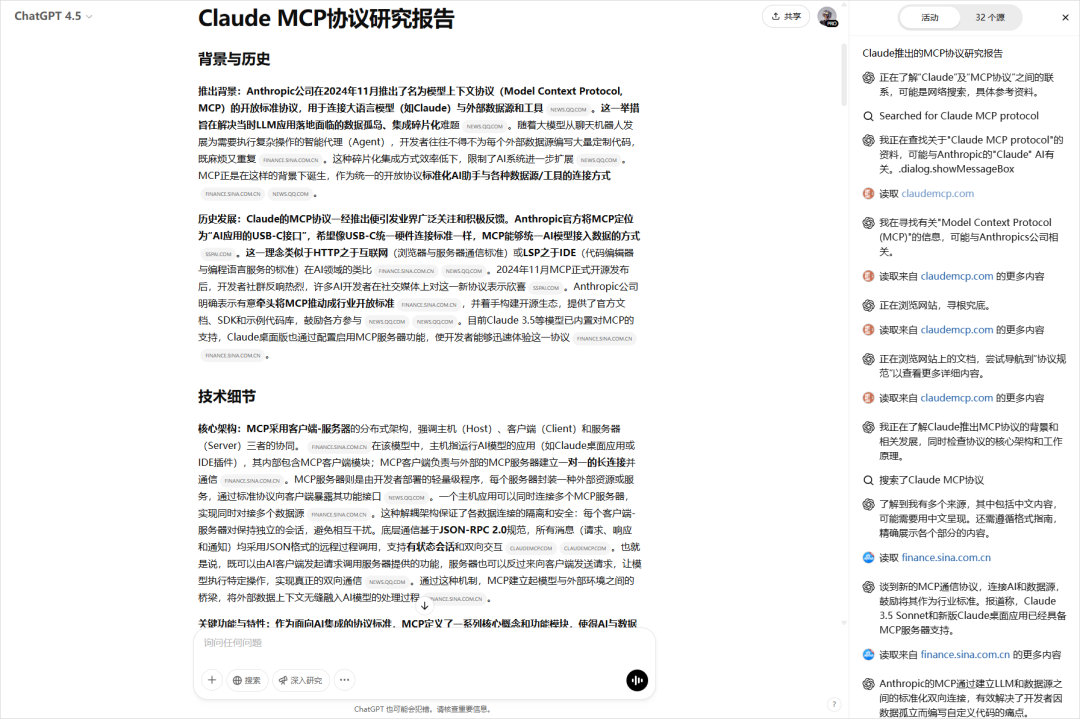 ChatGPT 4.5
共享
PRO
Claude MCP协议研究报告
背景与历史
推出背景：Anthropic公司在2024年11月推出了名为模型上下文协议（Model Context Protocol,
MCP）的开放标准协议，用于连接大语言模型（如Claude）与外部数据源和工具 NEWS.QQ.COM 。这一举措
旨在解决当时LLM应用落地面临的数据孤岛、集成碎片化难题 NEWS.QQ.COM 。随着大模型从聊天机器人发
展为需要执行复杂操作的智能代理（Agent），开发者往往不得不为每个外部数据源编写大量定制代码，
既麻烦又重复 FINANCE.SINA.COM.CN 。这种碎片化集成方式效率低下，限制了AI系统进一步扩展 NEWS.QQ.COM 。
MCP正是在这样的背景下诞生，作为统一的开放协议标准化AI助手与各种数据源/工具的连接方式
FINANCE.SINA.COM.CN NEWS.QQ.COM 。
历史发展：Claude的MCP协议一经推出便引发业界广泛关注和积极反馈。Anthropic官方将MCP定位
为“AI应用的USB-C接口”，希望像USB-C统一硬件连接标准一样，MCP能够统一AI模型接入数据的方式
SSPAI.COM 。这一理念类似于HTTP之于互联网（浏览器与服务器通信标准）或LSP之于IDE（代码编辑器
与编程语言服务的标准）在AI领域的类比 FINANCE.SINA.COM.CN NEWS.QQ.COM 。2024年11月MCP正式开源发布
后，开发者社群反响热烈，许多AI开发者在社交媒体上对这一新协议表示欣喜 SSPAI.COM 。Anthropic公司
明确表示有意牵头将MCP推动成行业开放标准 FINANCE.SINA.COM.CN ，并着手构建开源生态，提供了官方文
档、SDK和示例代码库，鼓励各方参与 NEWS.QQ.COM NEWS.QQ.COM 。目前Claude 3.5等模型已内置对MCP的
支持，Claude桌面版也通过配置启用MCP服务器功能，使开发者能够迅速体验这一协议 FINANCE.SINA.COM.CN
FINANCE.SINA.COM.CN 。
技术细节
核心架构：MCP采用客户端-服务器的分布式架构，强调主机（Host）、客户端（Client）和服务器
（Server）三者的协同。 FINANCE.SINA.COM.CN 在该模型中，主机指运行AI模型的应用（如Claude桌面应用或
IDE插件），其内部包含MCP客户端模块；MCP客户端负责与外部的MCP服务器建立一对一的长连接并
通信 FINANCE.SINA.COM.CN 。MCP服务器则是由开发者部署的轻量级程序，每个服务器封装一种外部资源或服
务，通过标准协议向客户端暴露其功能接口 NEWS.QQ.COM 。一个主机应用可以同时连接多个MCP服务器，
实现同时对接多个数据源 FINANCE.SINA.COM.CN 。这种解耦架构保证了各数据连接的隔离和安全：每个客户端-
服务器对保持独立的会话，避免相互干扰。底层通信基于JSON-RPC 2.0规范，所有消息（请求、响应
和通知）均采用JSON格式的远程过程调用，支持有状态会话和双向交互 CLAUDEMCP.COM CLAUDEMCP.COM 。也就
是说，既可以由AI客户端发起请求调用服务器提供的功能，服务器也可以反过来向客户端发送请求，让模
型执行特定操作，实现真正的双向通信 NEWS.QQ.COM 。通过这种机制，MCP建立起模型与外部环境之间的
桥梁，将外部数据上下文无缝融入AI模型的处理过程 FINANCE.SINA.COM.CN 。
关键功能与特性：作为面向AI集成的协议标准，MCP定义了一系列核心概念和功能模块，使得AI与数据
询问任何问题
搜索
深入研究
ChatGPT 也可能会犯错。请核查重要信息。
?
活动
32 个源
Claude推出的MCP协议研究报告
正在了解“Claude”及“MCP协议”之间的联
系，可能是网络搜索，具体参考资料。
Searched for Claude MCP protocol
我正在查找关于"Claude MCP protocol"的
资料，可能与Anthropic的"Claude" AI有
关。.dialog.showMessageBox
读取 claudemcp.com
我在寻找有关"Model Context Protocol
(MCP)"的信息，可能与Anthropics公司相
关。
读取来自 claudemcp.com 的更多内容
正在浏览网站，寻根究底。
读取来自 claudemcp.com 的更多内容
正在浏览网站上的文档，尝试导航到“协议规
范”以查看更多详细内容。
读取来自 claudemcp.com 的更多内容
我正在了解Claude推出MCP协议的背景和
相关发展，同时检查协议的核心架构和工作
原理。
搜索了Claude MCP协议
了解到我有多个来源，其中包括中文内容，
可能需要用中文呈现。还需遵循格式指南，
精确展示各个部分的内容。
读取 finance.sina.com.cn
谈到新的MCP通信协议，连接AI和数据源，
鼓励将其作为行业标准。报道称，Claude
3.5 Sonnet和新版Claude桌面应用已经具备
MCP服务器支持。
读取来自 finance.sina.com.cn 的更多内容
Anthropic的MCP通过建立LLM和数据源之
间的标准化双向连接，有效解决了开发者因
数据孤立而编写自定义代码的痛点。